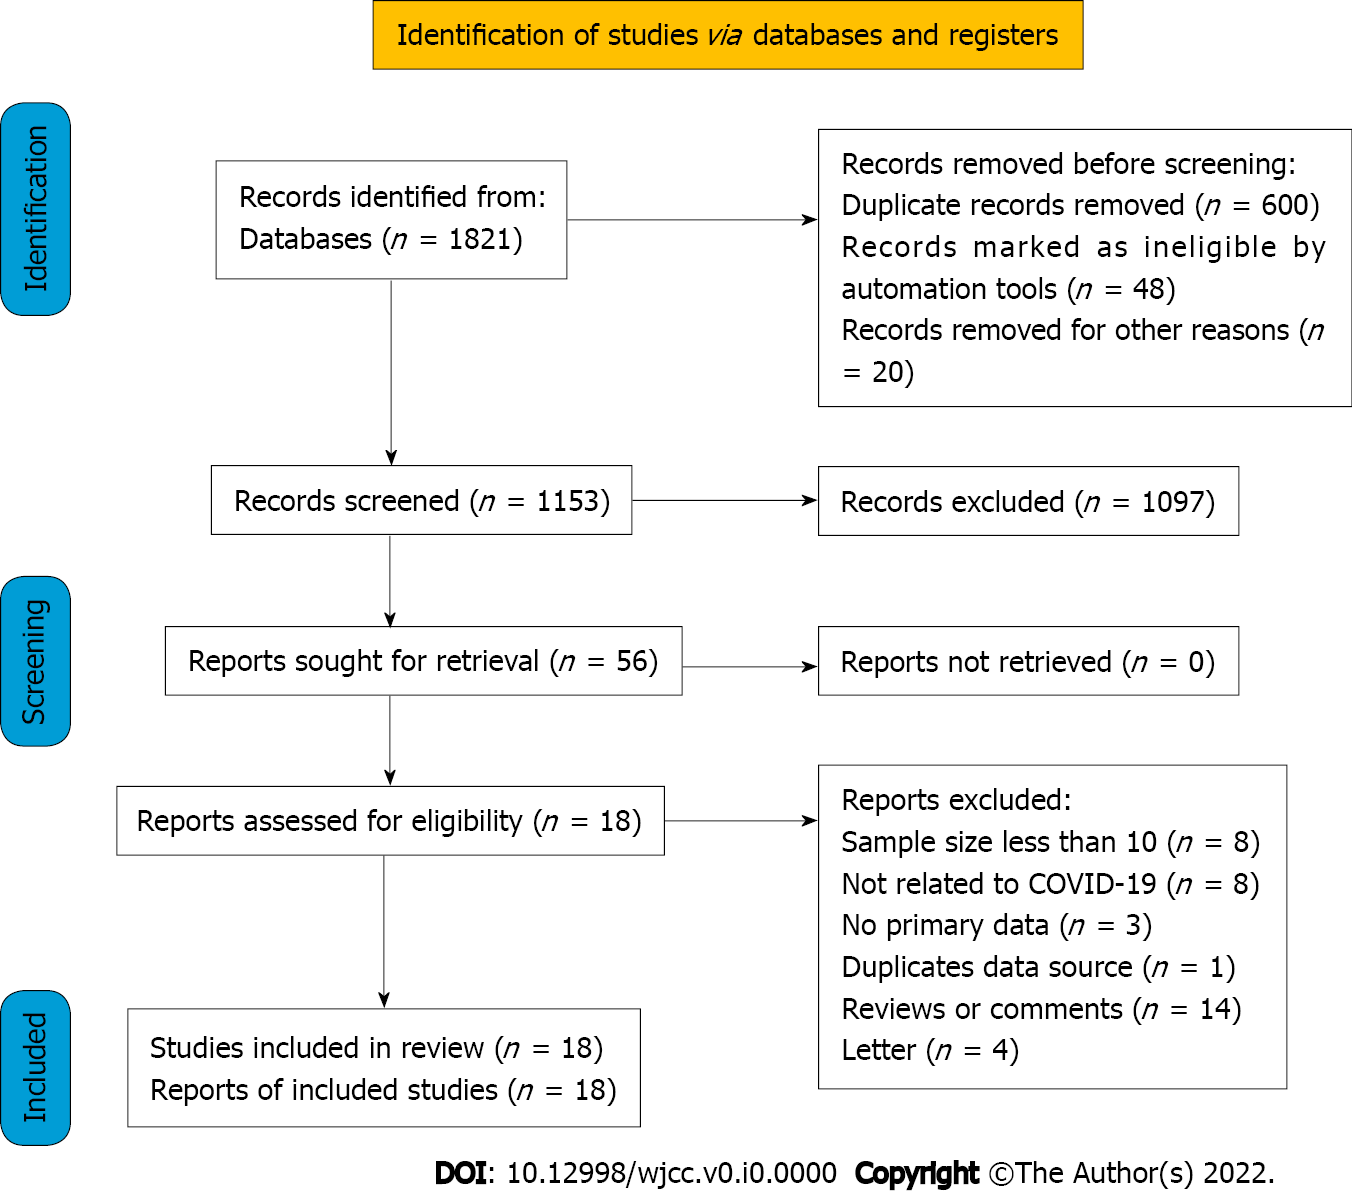 Identification of studies via databases and registers
Identification
Records identified from:
Databases (n = 1821)
Records removed before screening:
Duplicate records removed (n = 600)
Records marked as ineligible by
automation tools (n = 48)
Records removed for other reasons (n
= 20)
Records screened (n = 1153)
Records excluded (n = 1097)
Screening
Reports sought for retrieval (n = 56)
Reports not retrieved (n = 0)
Reports assessed for eligibility (n = 18)
Reports excluded:
Sample size less than 10 (n = 8)
Not related to COVID-19 (n = 8)
No primary data (n = 3)
Duplicates data source (n = 1)
Reviews or comments (n = 14)
Letter (n = 4)
Included
Studies included in review (n = 18)
Reports of included studies (n = 18)
DOI: 10.12998/wjcc.v0.i0.0000 Copyright ©The Author(s) 2022.